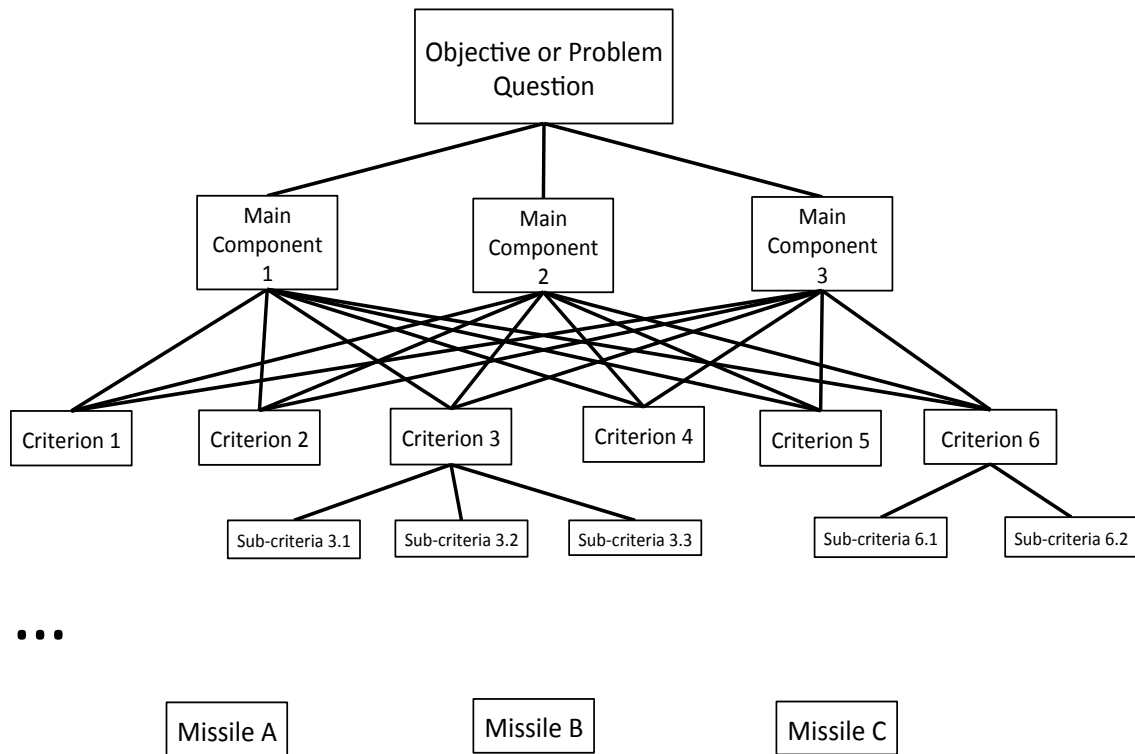 Objective or Problem
Question
Main
Component
1
Main
Component
2
Main
Component
3
Criterion 1
Criterion 2
Criterion 3
Criterion 4
Criterion 5
Criterion 6
Sub-criteria 3.1
Sub-criteria 3.2
Sub-criteria 3.3
Sub-criteria 6.1
Sub-criteria 6.2
...
Missile A
Missile B
Missile C